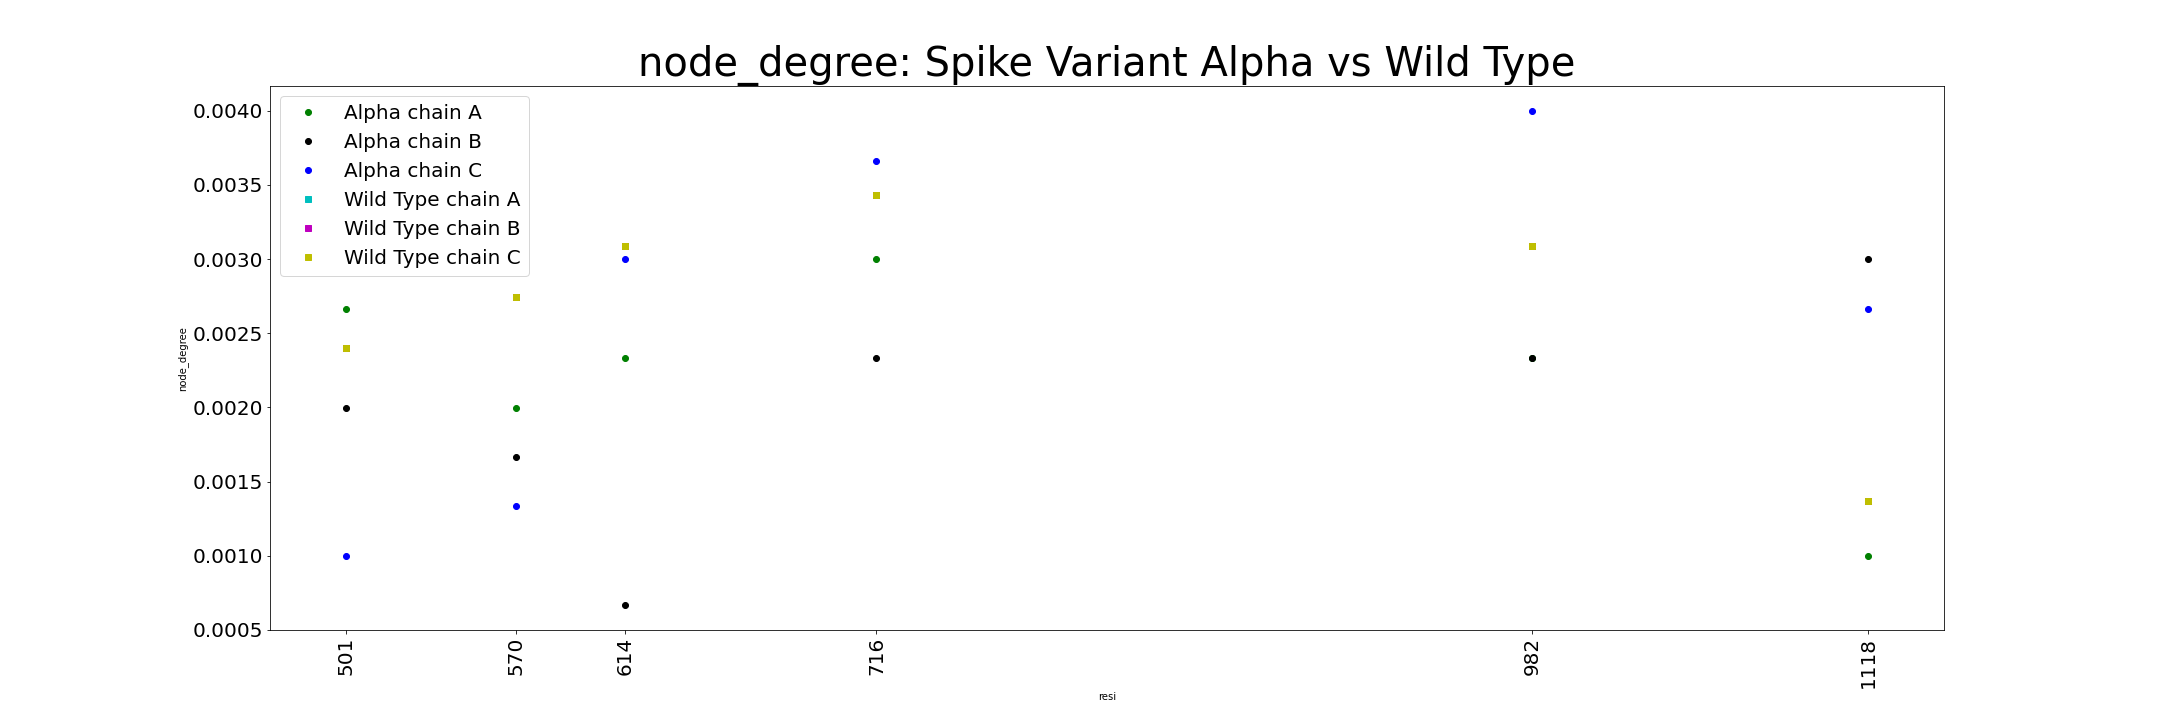 node_degree: Spike Variant Alpha vs Wild Type
Alpha chain A
Alpha chain B
Alpha chain C
Wild Type chain A
Wild Type chain B
Wild Type chain C
0.0040
0.0035
0.0030
0.0025
0.0020
0.0015
0.0010
0.0005
node_degree
501
570
614
716
982
1118
resi